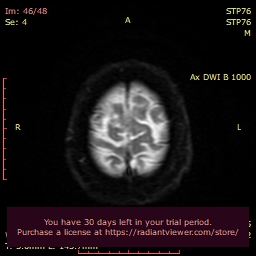 Im: 46/48
Se: 4
A
STP76
STP76
M
Ax DWI B 1000
R
L
You have 30 days left in your trial period.
Purchase a license at https://radiantviewer.com/store/